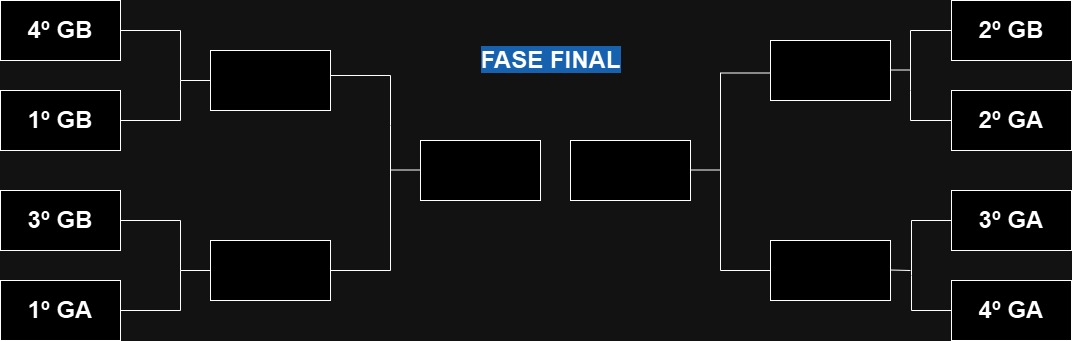 4º GB
1º GB
3º GB
1º GA
FASE FINAL
2º GB
2º GA
3º GA
4º GA